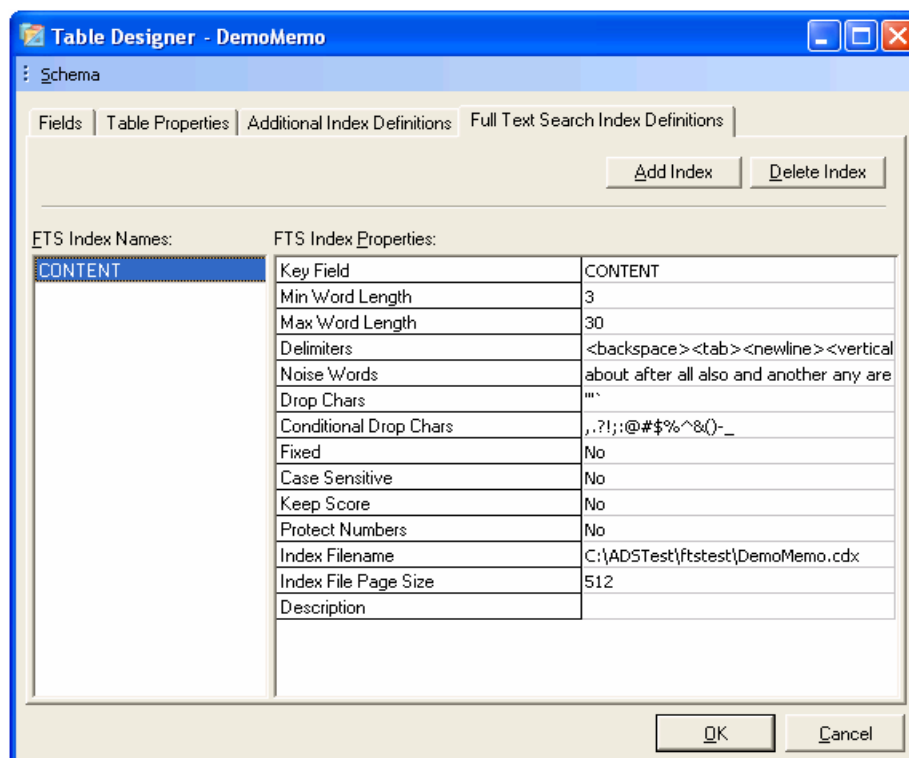 Table Designer - DemoMemo
Schema
Fields Table Properties Additional Index Definitions Full Text Search Index Definitions
Add Index Delete Index
FTS Index Names: FTS Index Properties:
CONTENT
Key Field CONTENT
Min Word Length 3
Max Word Length 30
Delimiters <backspace><tab><newline><vertical
Noise Words about after all also and another any are
Drop Chars '"`
Conditional Drop Chars ,.?!;:@#$%^&()-_
Fixed No
Case Sensitive No
Keep Score No
Protect Numbers No
Index Filename C:\ADSTest\ftstest\DemoMemo.cdx
Index File Page Size 512
Description
OK Cancel